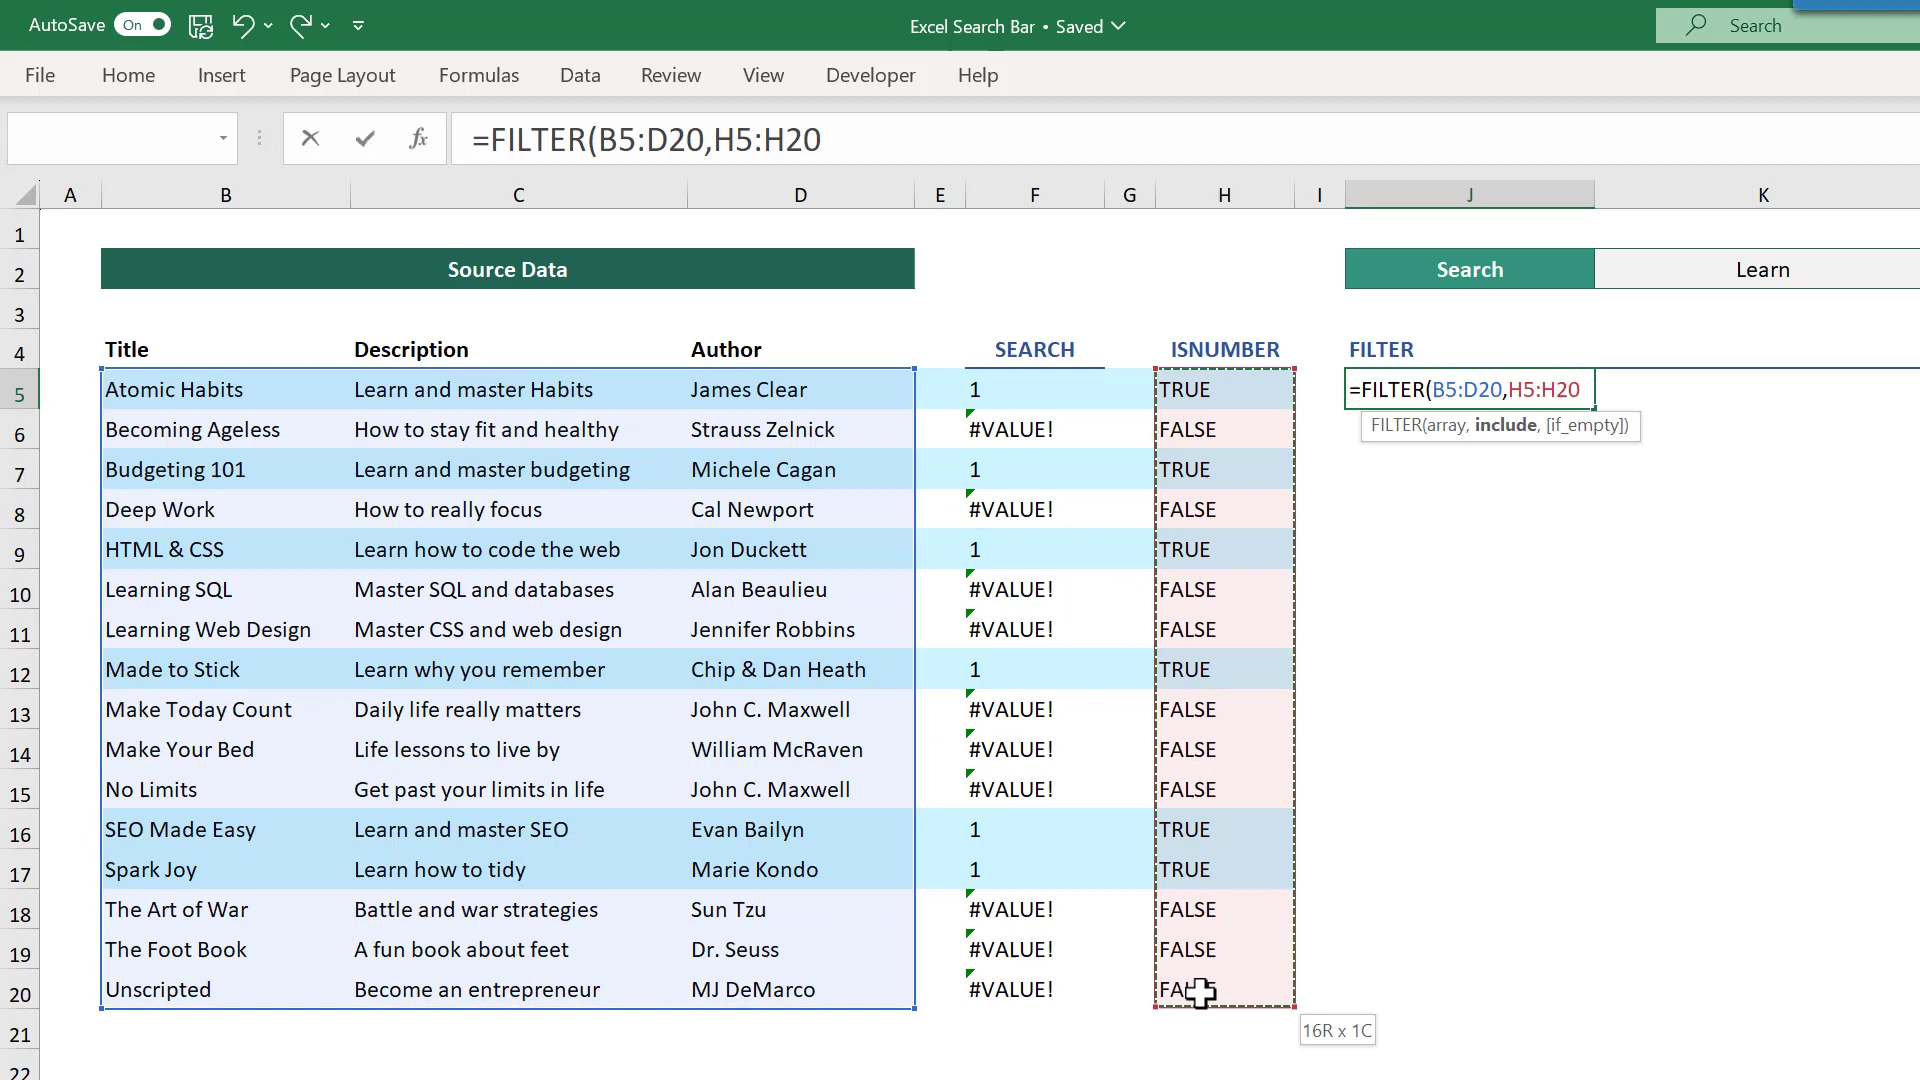 AutoSave On Excel Search Bar • Saved Search
File Home Insert Page Layout Formulas Data Review View Developer Help
fx =FILTER(B5:D20,H5:H20
A B C D E F G H I J K
1
2 Source Data Search Learn
3
4 Title Description Author SEARCH ISNUMBER FILTER
5 Atomic Habits Learn and master Habits James Clear 1 TRUE =FILTER(B5:D20,H5:H20
FILTER(array, include, [if_empty])
6 Becoming Ageless How to stay fit and healthy Strauss Zelnick #VALUE! FALSE
7 Budgeting 101 Learn and master budgeting Michele Cagan 1 TRUE
8 Deep Work How to really focus Cal Newport #VALUE! FALSE
9 HTML & CSS Learn how to code the web Jon Duckett 1 TRUE
10 Learning SQL Master SQL and databases Alan Beaulieu #VALUE! FALSE
11 Learning Web Design Master CSS and web design Jennifer Robbins #VALUE! FALSE
12 Made to Stick Learn why you remember Chip & Dan Heath 1 TRUE
13 Make Today Count Daily life really matters John C. Maxwell #VALUE! FALSE
14 Make Your Bed Life lessons to live by William McRaven #VALUE! FALSE
15 No Limits Get past your limits in life John C. Maxwell #VALUE! FALSE
16 SEO Made Easy Learn and master SEO Evan Bailyn 1 TRUE
17 Spark Joy Learn how to tidy Marie Kondo 1 TRUE
18 The Art of War Battle and war strategies Sun Tzu #VALUE! FALSE
19 The Foot Book A fun book about feet Dr. Seuss #VALUE! FALSE
20 Unscripted Become an entrepreneur MJ DeMarco #VALUE! FALSE
21 16R x 1C
22